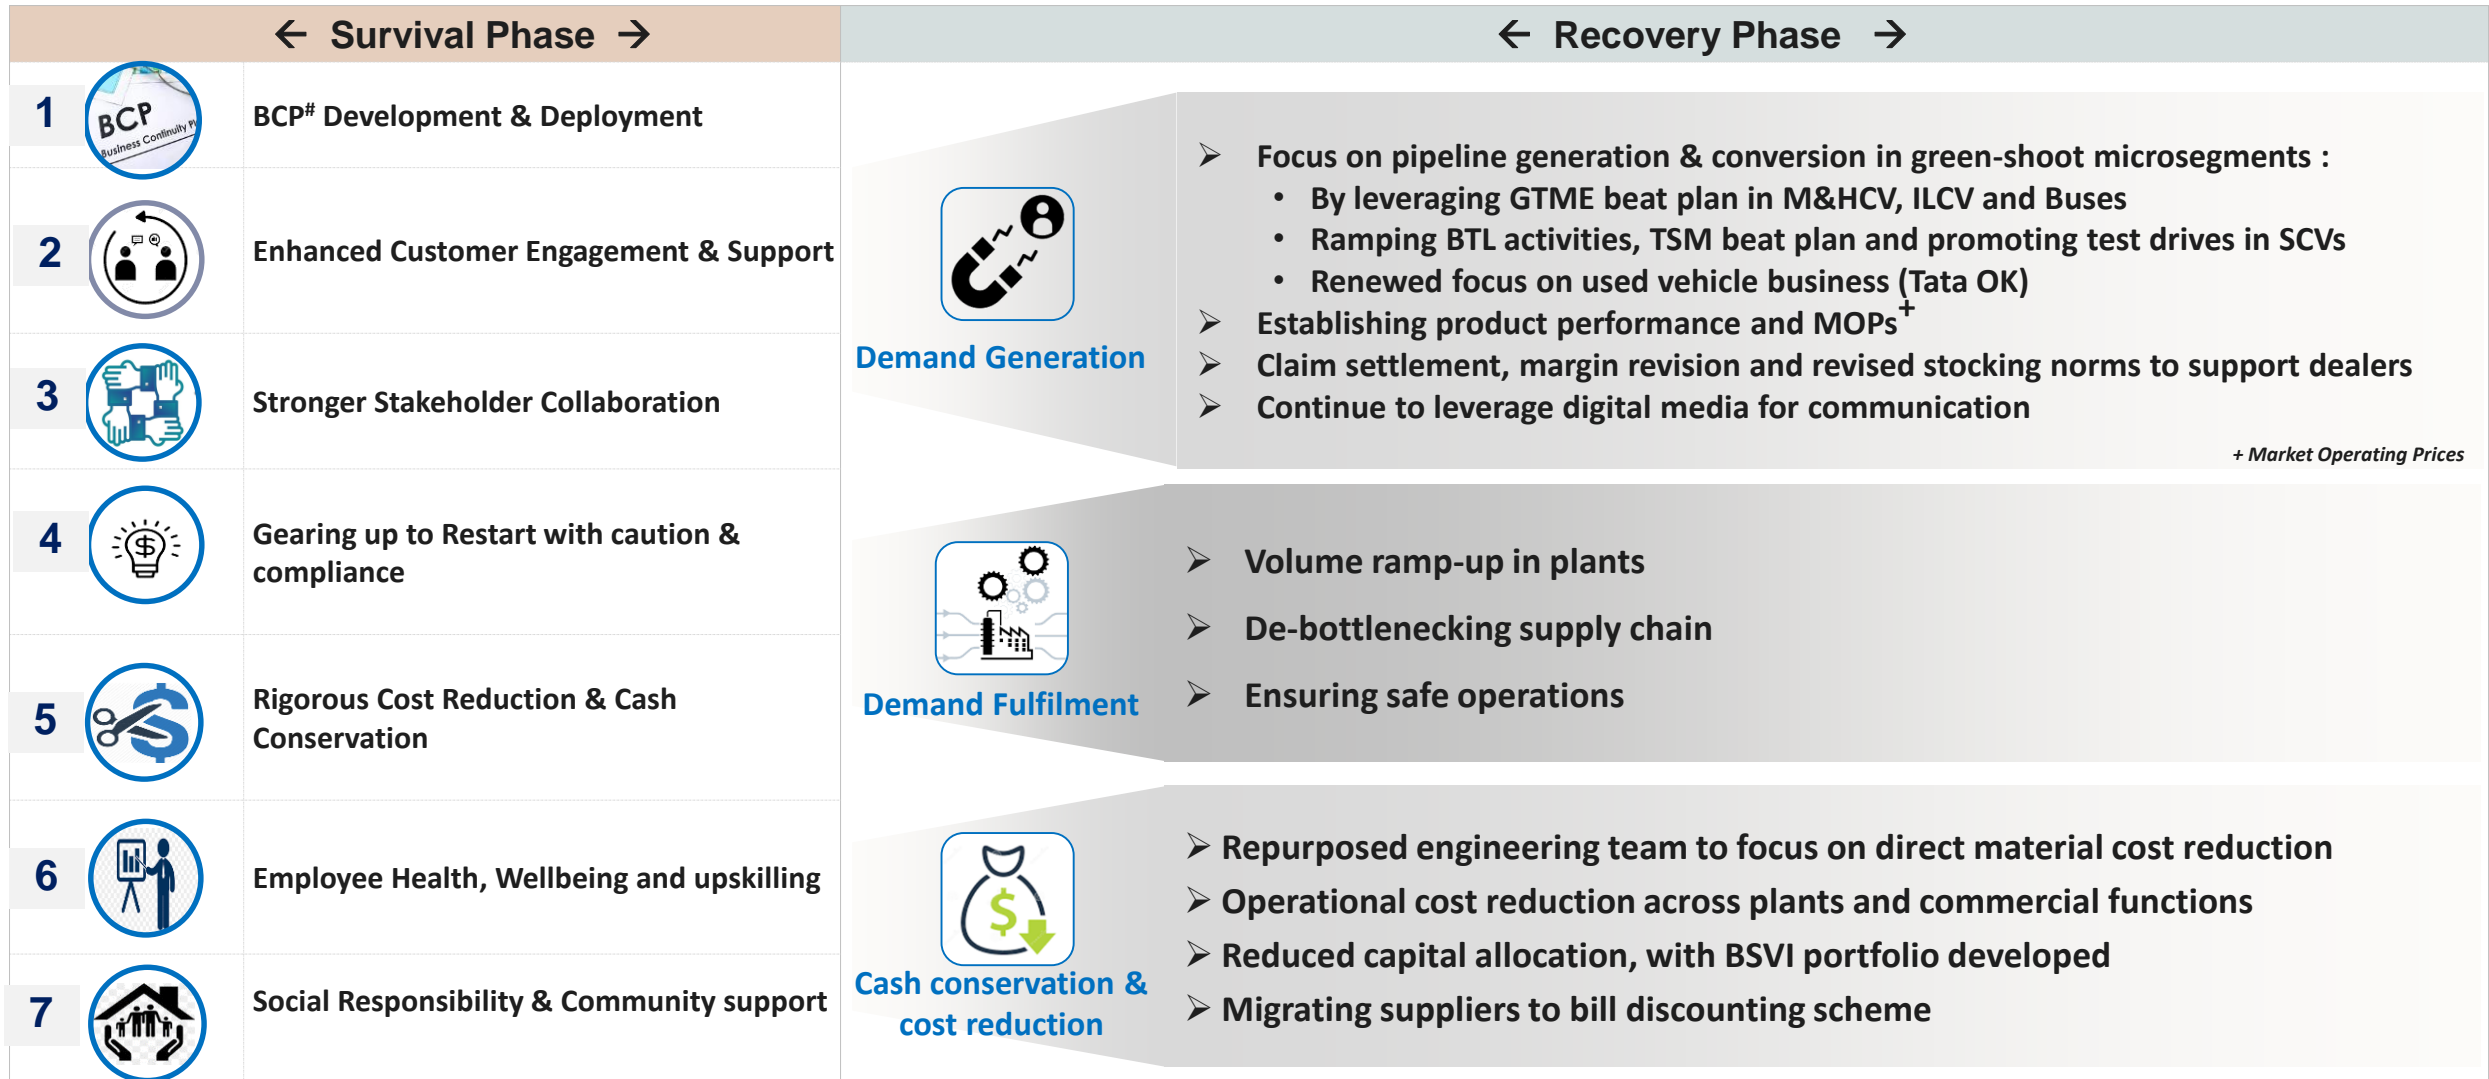 ← Survival Phase →
1
BCP
Business Continuity
BCP# Development & Deployment
2
Enhanced Customer Engagement & Support
3
Stronger Stakeholder Collaboration
4
Gearing up to Restart with caution &
compliance
5
Rigorous Cost Reduction & Cash
Conservation
6
Employee Health, Wellbeing and upskilling
7
Social Responsibility & Community support
← Recovery Phase →
Demand Generation
➢ Focus on pipeline generation & conversion in green-shoot microsegments :
• By leveraging GTME beat plan in M&HCV, ILCV and Buses
• Ramping BTL activities, TSM beat plan and promoting test drives in SCVs
• Renewed focus on used vehicle business (Tata OK)
➢ Establishing product performance and MOPs+
➢ Claim settlement, margin revision and revised stocking norms to support dealers
➢ Continue to leverage digital media for communication
+ Market Operating Prices
Demand Fulfilment
➢ Volume ramp-up in plants
➢ De-bottlenecking supply chain
➢ Ensuring safe operations
Cash conservation &
cost reduction
➢ Repurposed engineering team to focus on direct material cost reduction
➢ Operational cost reduction across plants and commercial functions
➢ Reduced capital allocation, with BSVI portfolio developed
➢ Migrating suppliers to bill discounting scheme